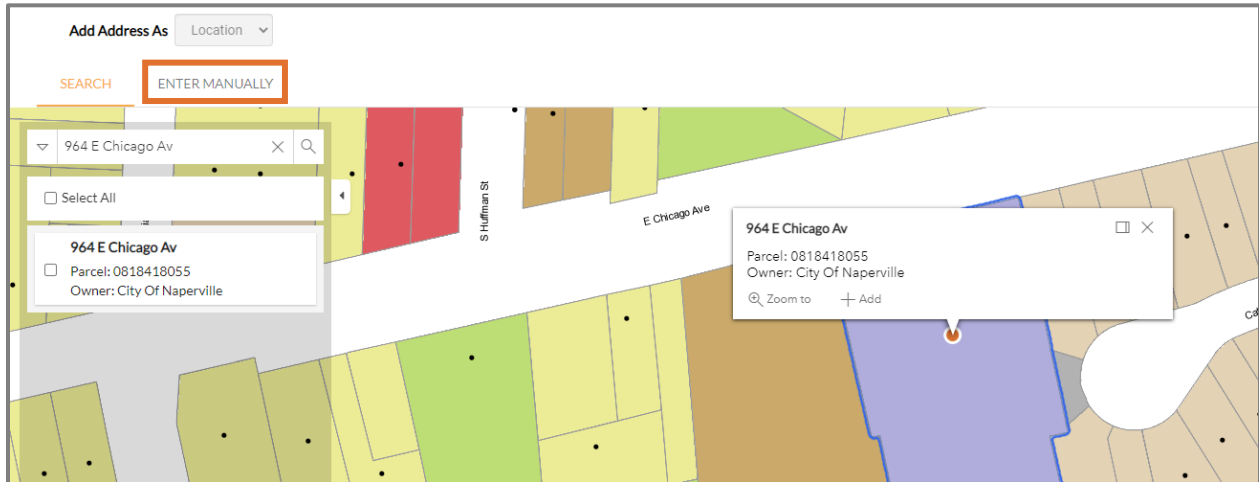 Add Address As Location
SEARCH ENTER MANUALLY
964 E Chicago Av
Select All
964 E Chicago Av
Parcel: 0818418055
Owner: City Of Naperville
S Huffman St
E Chicago Ave
964 E Chicago Av
Parcel: 0818418055
Owner: City Of Naperville
Zoom to Add